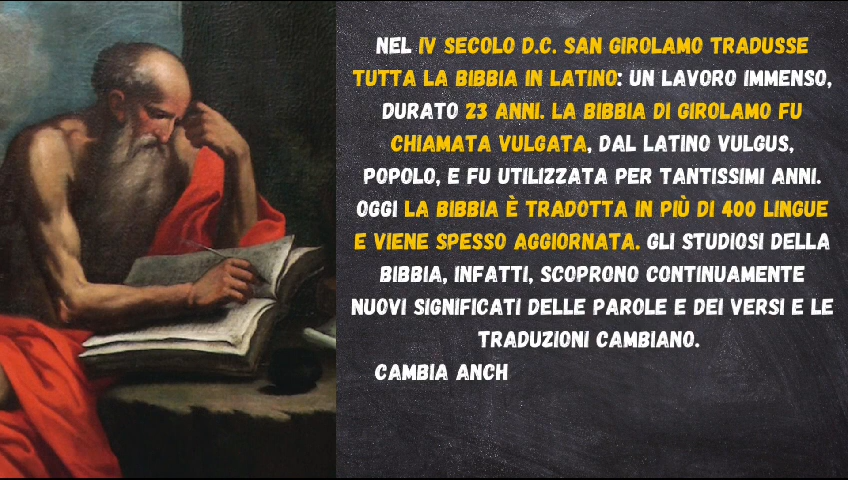 NEL IV SECOLO D.C. SAN GIROLAMO TRADUSSE
TUTTA LA BIBBIA IN LATINO: UN LAVORO IMMENSO,
DURATO 23 ANNI. LA BIBBIA DI GIROLAMO FU
CHIAMATA VULGATA, DAL LATINO VULGUS,
POPOLO, E FU UTILIZZATA PER TANTISSIMI ANNI.
OGGI LA BIBBIA È TRADOTTA IN PIÙ DI 400 LINGUE
E VIENE SPESSO AGGIORNATA. GLI STUDIOSI DELLA
BIBBIA, INFATTI, SCOPRONO CONTINUAMENTE
NUOVI SIGNIFICATI DELLE PAROLE E DEI VERSI E LE
TRADUZIONI CAMBIANO.
CAMBIA ANCH